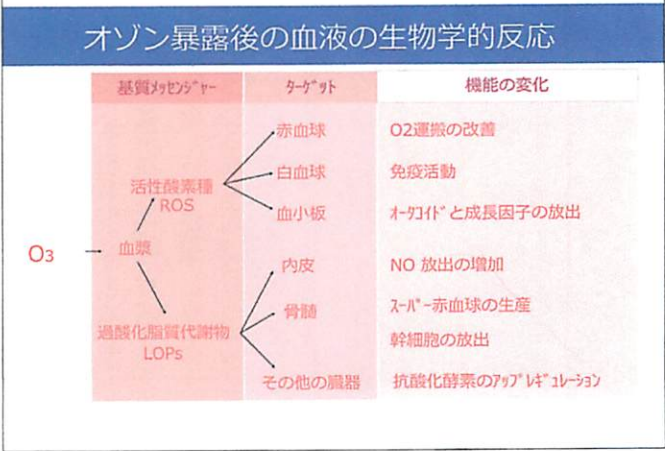 オゾン暴露後の血液の生物学的反応
基質ﾒｯｾﾝｼﾞｬｰ ﾀｰｹﾞｯﾄ 機能の変化
赤血球 O2運搬の改善
白血球 免疫活動
活性酸素種
ROS
血小板 ｵｰﾀｺｲﾄﾞと成長因子の放出
O3 血漿
内皮 NO 放出の増加
骨髄 ｽｰﾊﾟｰ赤血球の生産
幹細胞の放出
過酸化脂質代謝物
LOPs
その他の臓器 抗酸化酵素のｱｯﾌﾟﾚｷﾞｭﾚｰｼｮﾝ